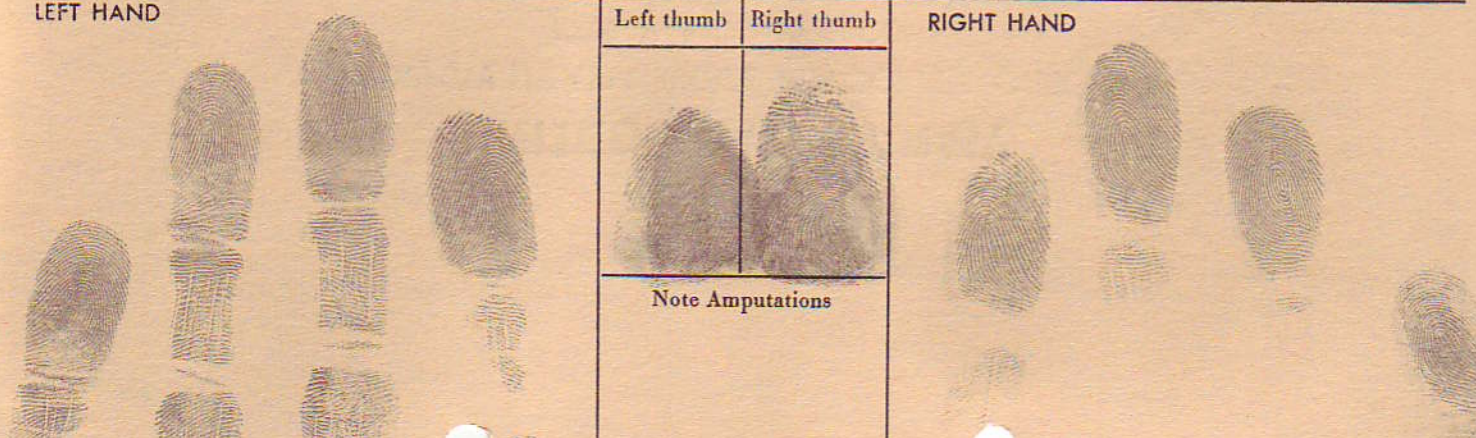 LEFT HAND
Left thumb
Right thumb
RIGHT HAND
Note Amputations